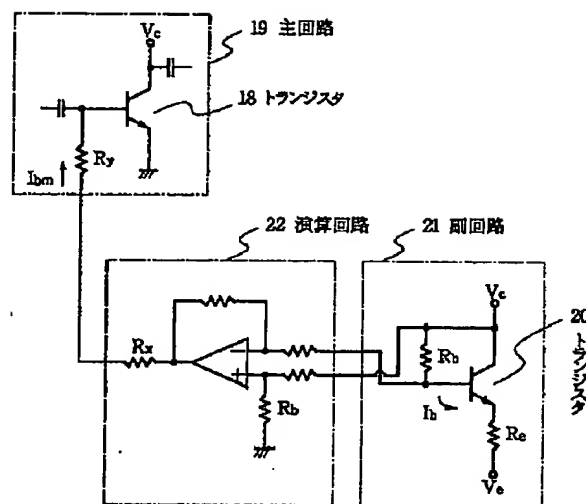 19 主回路
Vc
18 トランジスタ
Ry
Ibm
22 演算回路
21 副回路
Vc
20
トランジスタ
Rx
Rb
Rb
Ib
Re
Ve